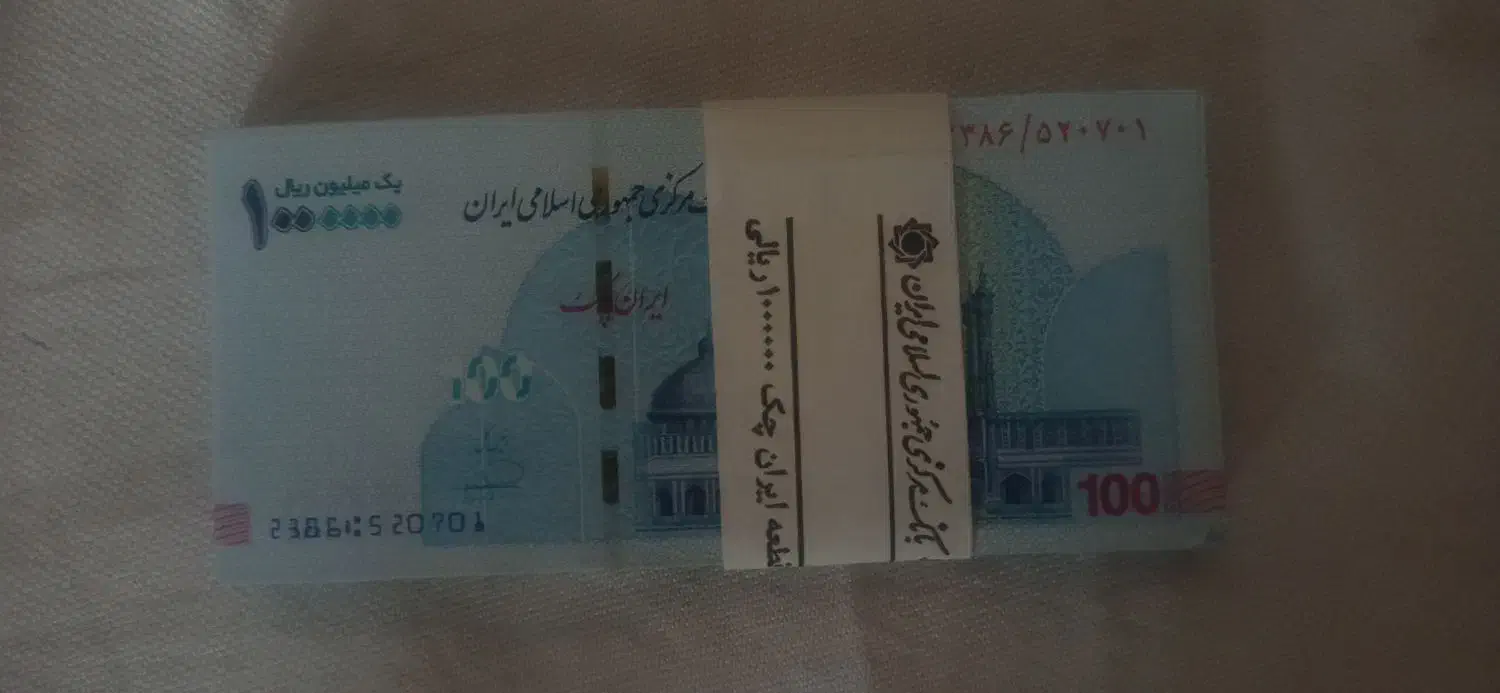 یک میلیون ریال
۱۰۰۰۰۰۰
مرکزی جمهوری اسلامی ایران
۳۸۶/۵۲۰۷۰۱
ایران چک
100
2386 520701
100
بانک مرکزی جمهوری اسلامی ایران
قطعه ایران چک ۱۰۰۰۰۰۰ ریالی